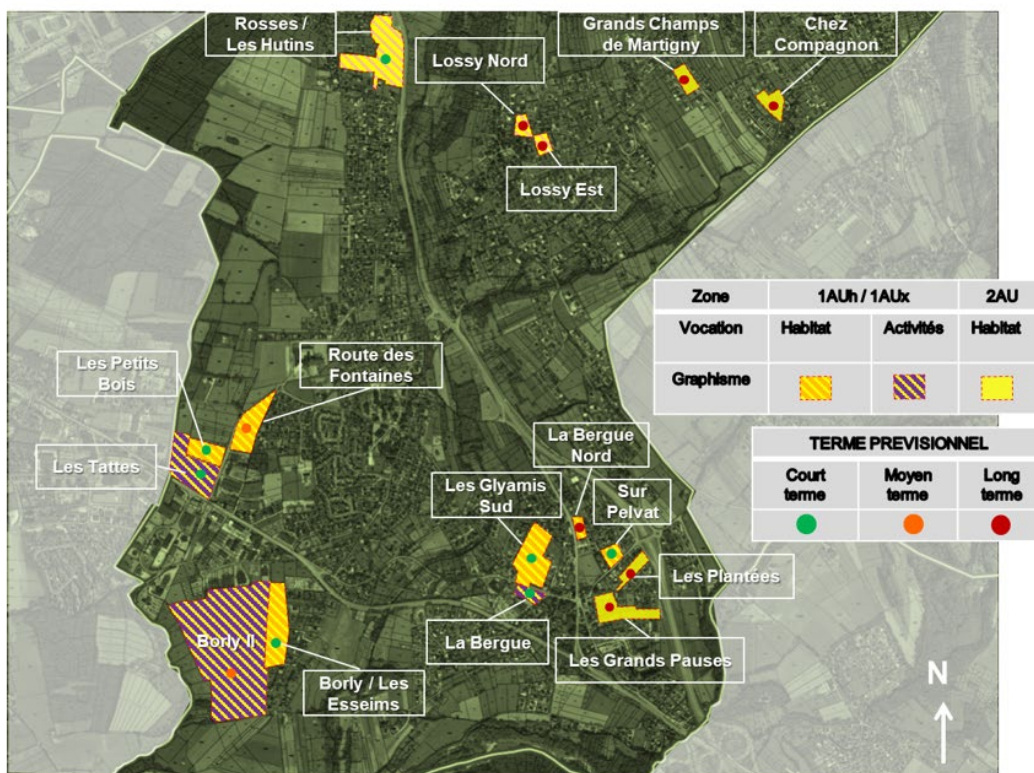 Rosses /
Les Hutins
Grands Champs
de Martigny
Chez
Compagnon
Lossy Nord
Lossy Est
Zone 1AUh / 1AUx 2AU
Vocation Habitat Activités Habitat
Graphisme
TERME PREVISIONNEL
Court
terme
Moyen
terme
Long
terme
Les Petits
Bois
Route des
Fontaines
Les Tattes
La Bergue
Nord
Les Glyamis
Sud
Sur
Pelvat
Les Plantées
Borly II
La Bergue
Les Grands Pauses
Borly / Les
Esseims
N